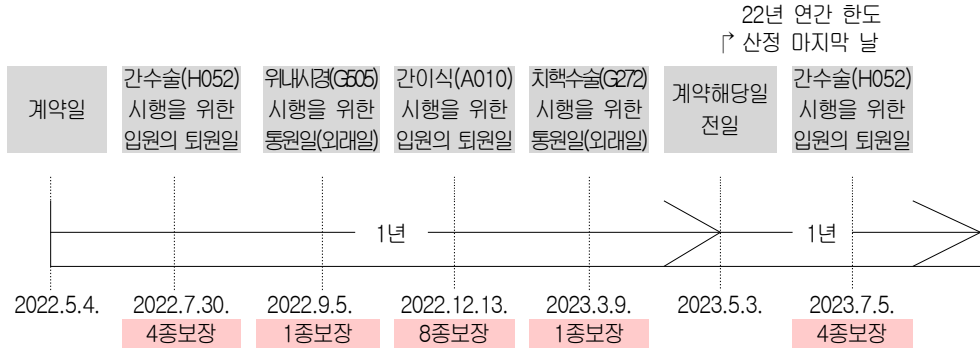 22년 연간 한도
산정 마지막 날
계약일
간수술(H052)
시행을 위한
입원의 퇴원일
위내시경(G505)
시행을 위한
통원일(외래일)
간이식(A010)
시행을 위한
입원의 퇴원일
치핵수술(G272)
시행을 위한
통원일(외래일)
계약해당일
전일
간수술(H052)
시행을 위한
입원의 퇴원일
1년
1년
2022.5.4.
2022.7.30.
2022.9.5.
2022.12.13.
2023.3.9.
2023.5.3.
2023.7.5.
4종보장
1종보장
8종보장
1종보장
4종보장